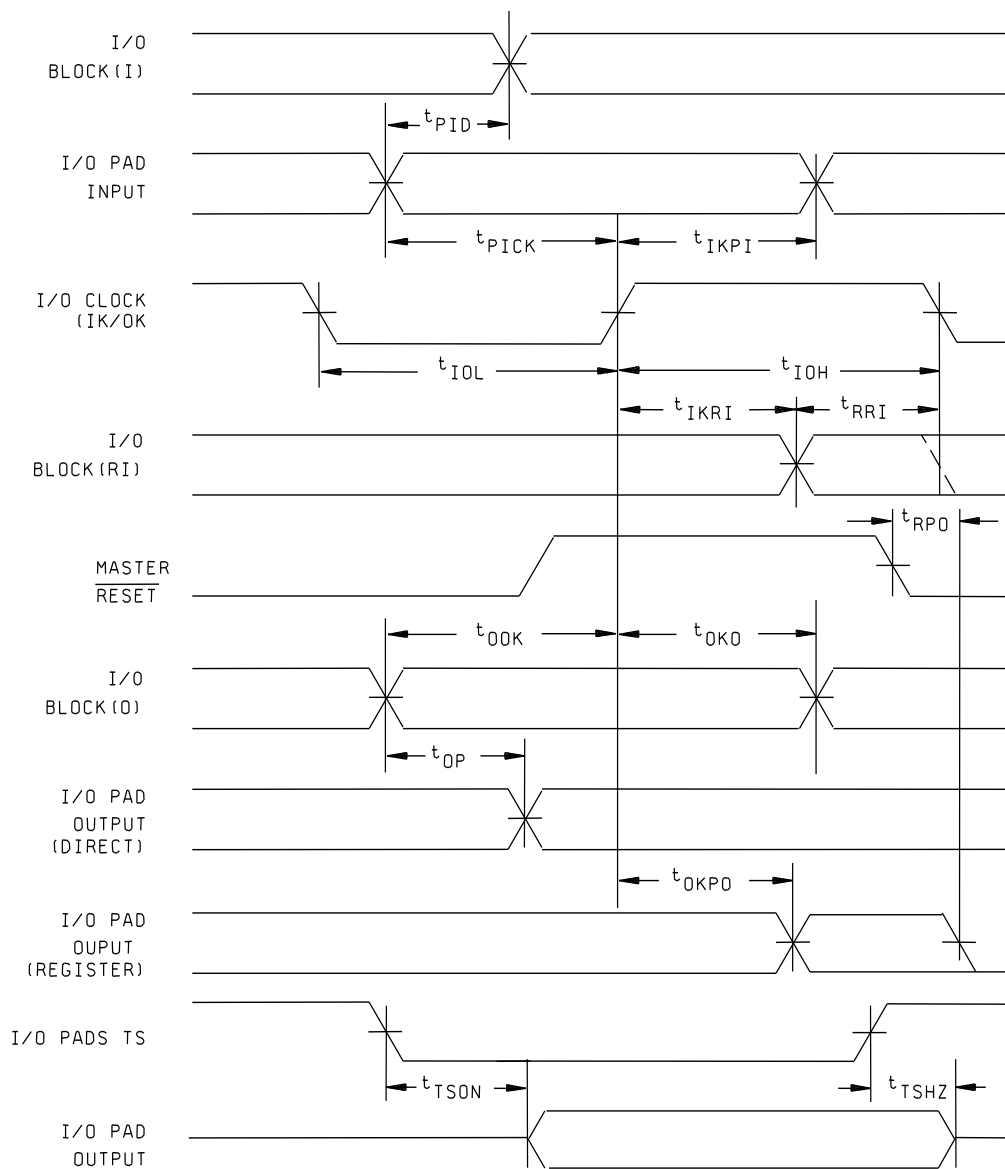 I/O
BLOCK(I)
tPID
I/O PAD
INPUT
tPICK
tIKPI
I/O CLOCK
(IK/OK
tIOL
tIOH
tIKRI
tRRI
I/O
BLOCK(RI)
tRPO
MASTER
RESET
tOOK
tOKO
I/O
BLOCK(O)
tOP
I/O PAD
OUTPUT
(DIRECT)
tOKPO
I/O PAD
OUPUT
(REGISTER)
I/O PADS TS
tTSON
tTSHZ
I/O PAD
OUTPUT